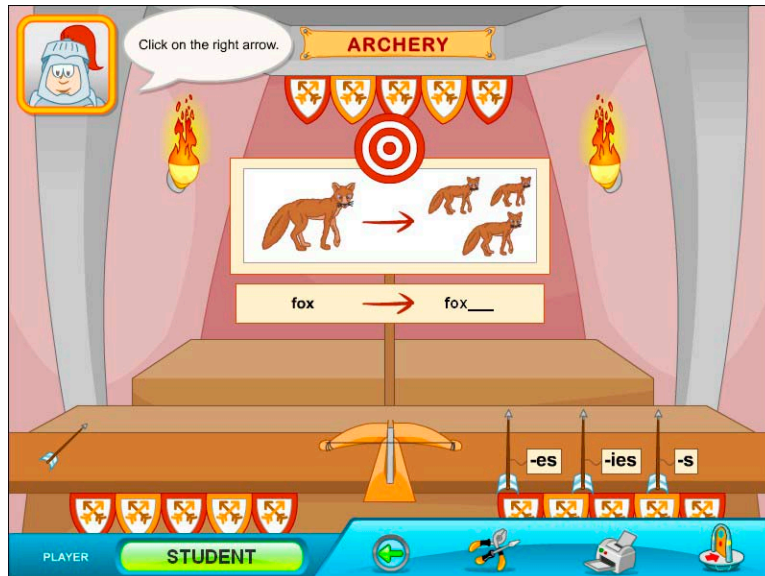 Click on the right arrow.
ARCHERY
fox fox___
-es -ies -s
PLAYER STUDENT